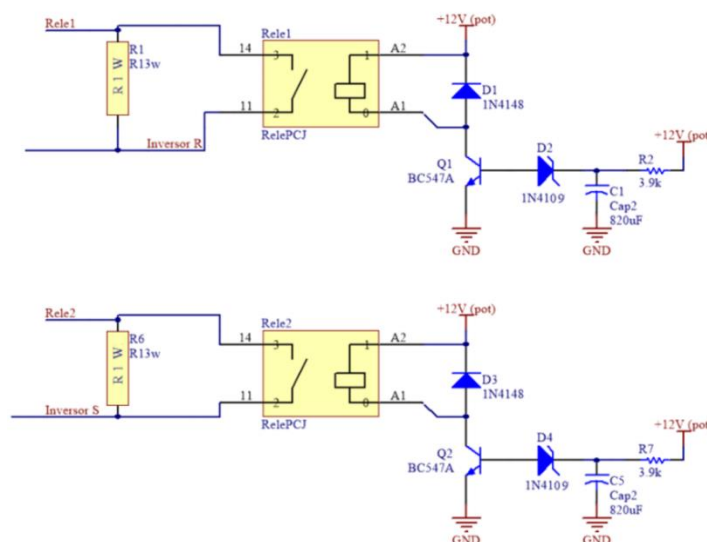 Rele1
R1
R13w
R 1 W
Inversor R
14
11
Rele1
3
2
1
0
RelePCJ
A2
A1
+12V (pot)
D1
1N4148
Q1
BC547A
D2
1N4109
C1
Cap2
820uF
R2
3.9k
+12V (pot)
GND
GND
Rele2
R6
R13w
R 1 W
Inversor S
14
11
Rele2
3
2
1
0
RelePCJ
A2
A1
+12V (pot)
D3
1N4148
Q2
BC547A
D4
1N4109
C5
Cap2
820uF
R7
3.9k
+12V (pot
GND
GND